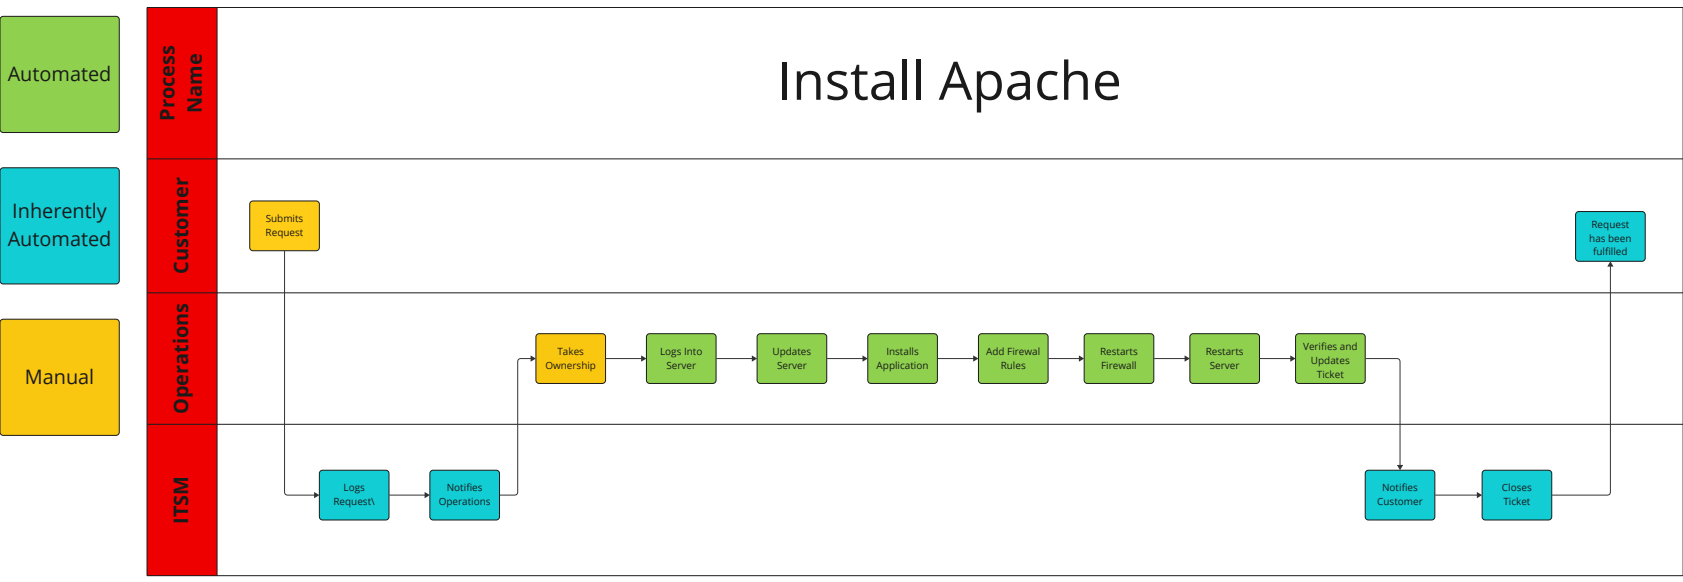 Automated
Inherently
Automated
Manual
Process
Name
Install Apache
Customer
Submits
Request
Request
has been
fulfilled
Operations
Takes
Ownership
Logs Into
Server
Updates
Server
Installs
Application
Add Firewal
Rules
Restarts
Firewall
Restarts
Server
Verifies and
Updates
Ticket
ITSM
Logs
Request\
Notifies
Operations
Notifies
Customer
Closes
Ticket